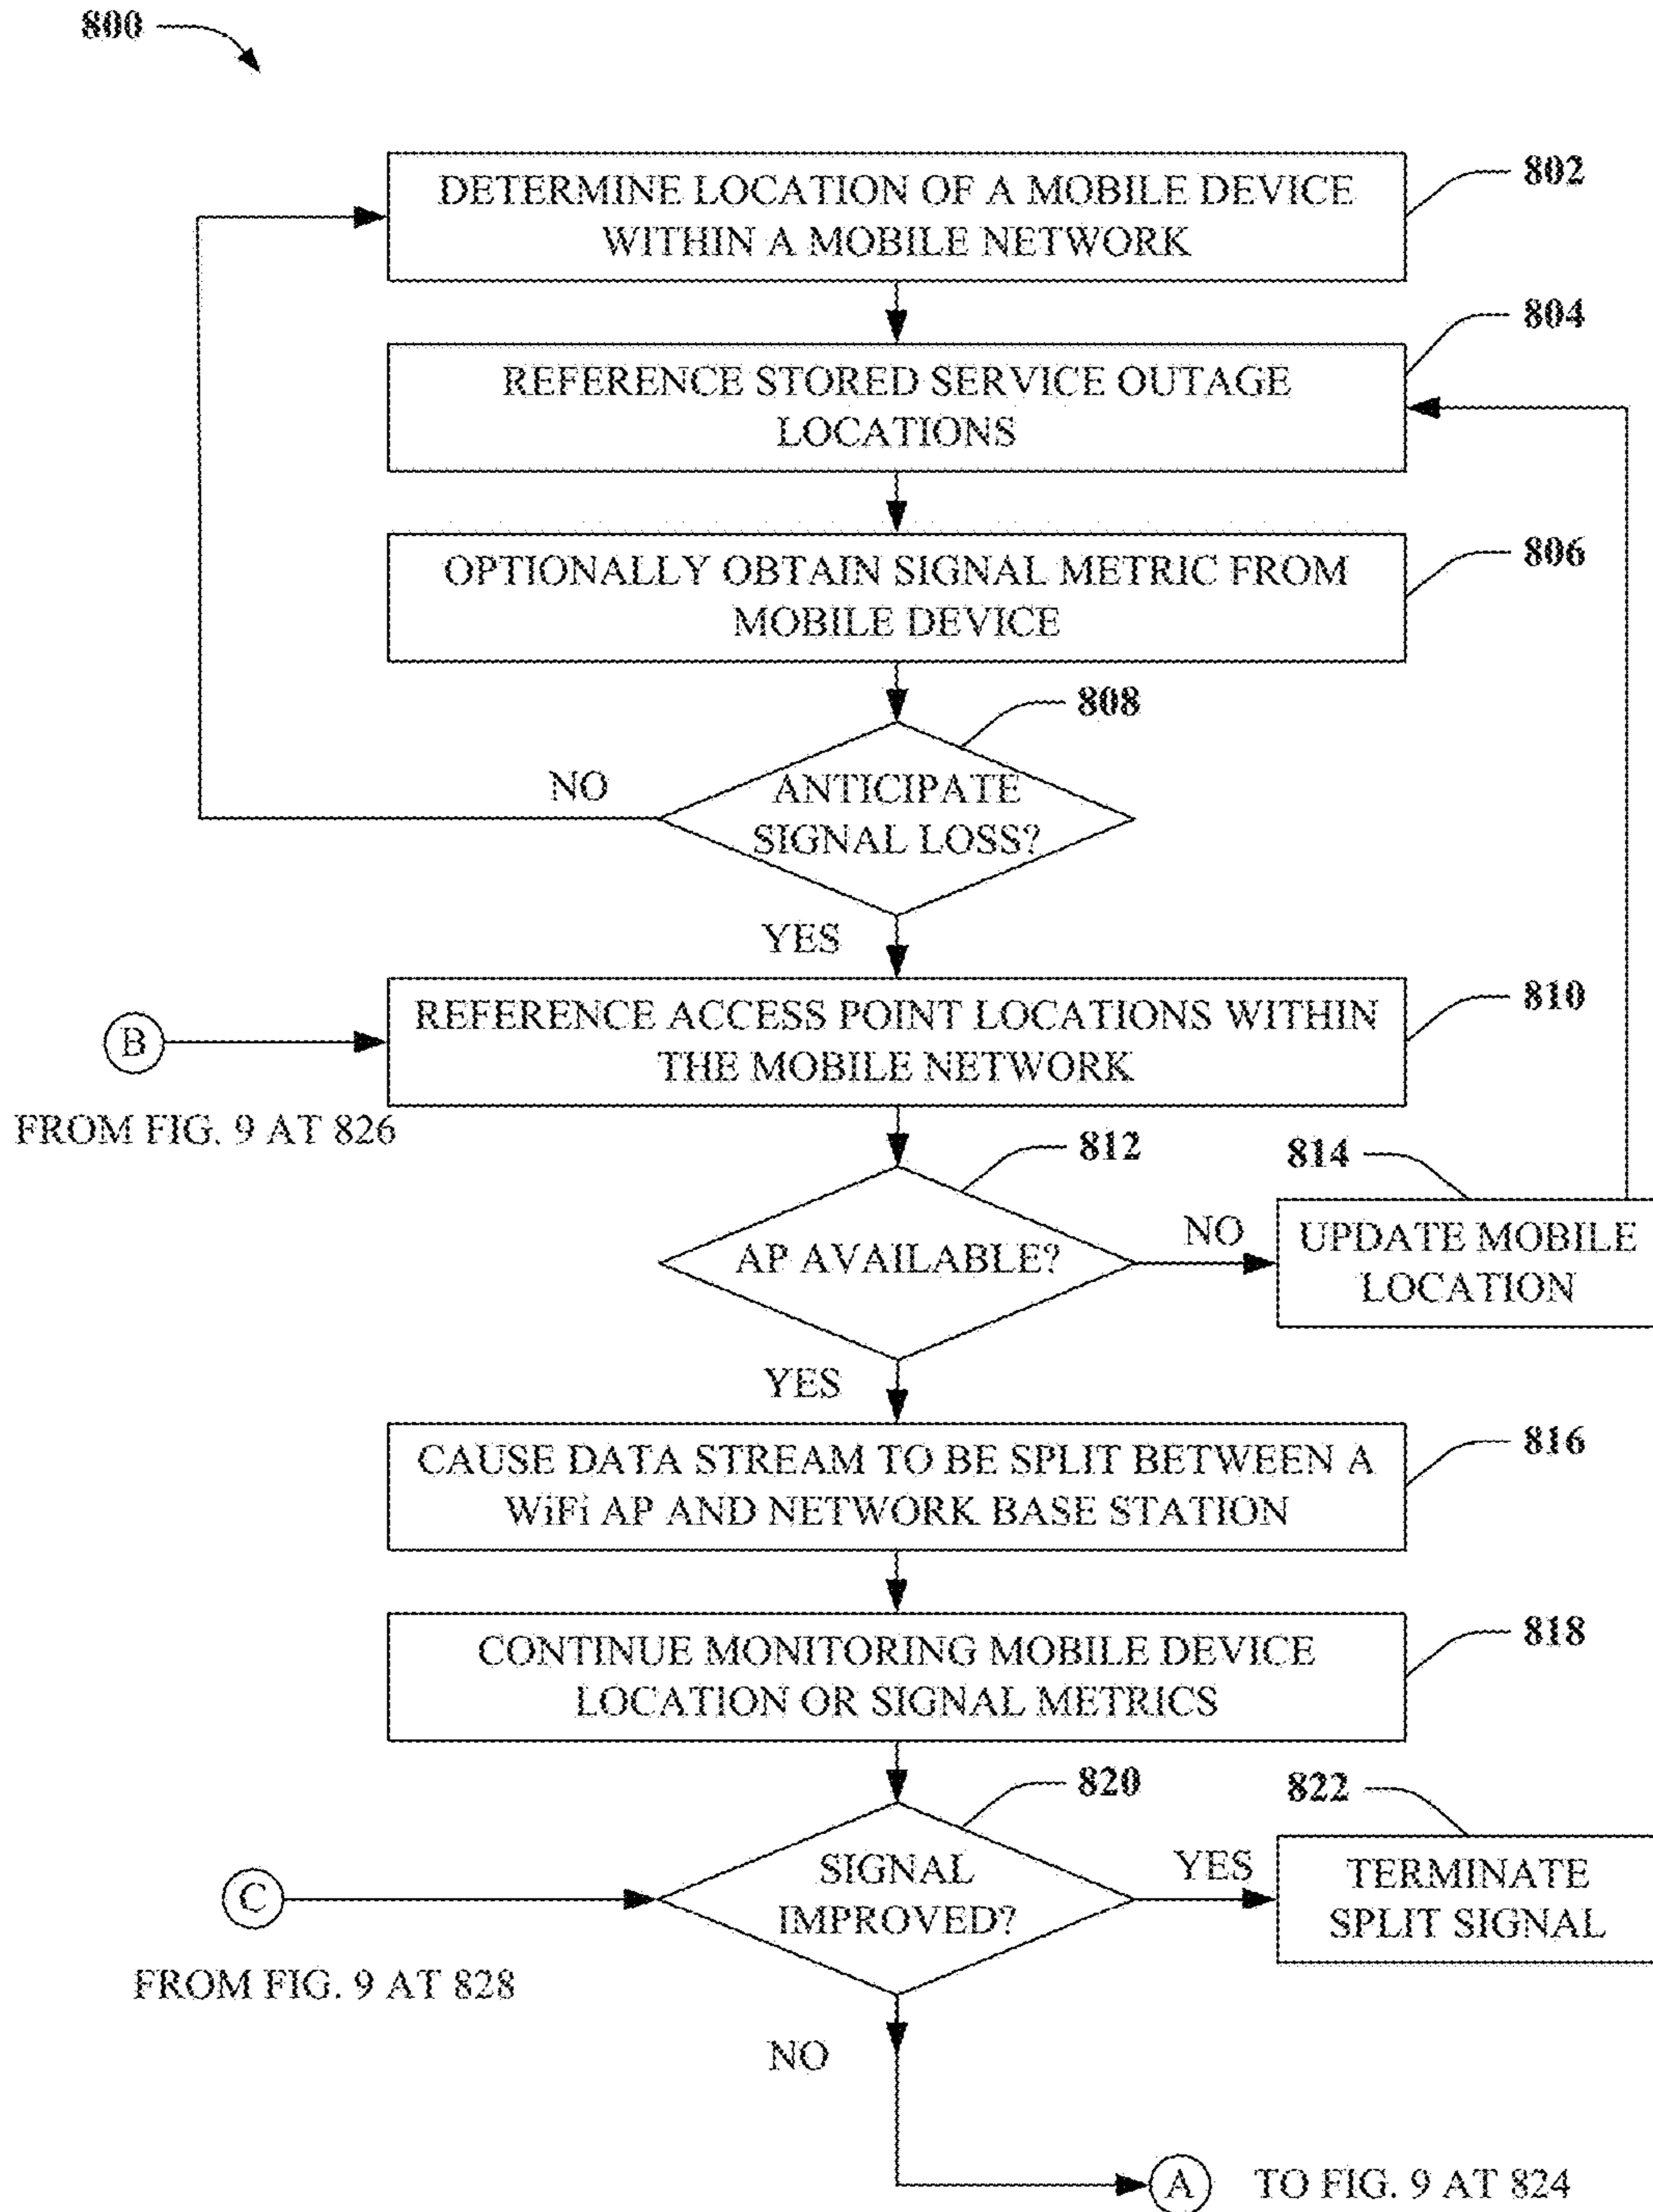 800
DETERMINE LOCATION OF A MOBILE DEVICE
WITHIN A MOBILE NETWORK
802
REFERENCE STORED SERVICE OUTAGE
LOCATIONS
804
OPTIONALLY OBTAIN SIGNAL METRIC FROM
MOBILE DEVICE
806
808
NO
ANTICIPATE
SIGNAL LOSS?
YES
REFERENCE ACCESS POINT LOCATIONS WITHIN
THE MOBILE NETWORK
810
B
FROM FIG. 9 AT 826
812
814
AP AVAILABLE?
NO
UPDATE MOBILE
LOCATION
YES
CAUSE DATA STREAM TO BE SPLIT BETWEEN A
WiFi AP AND NETWORK BASE STATION
816
CONTINUE MONITORING MOBILE DEVICE
LOCATION OR SIGNAL METRICS
818
820
822
C
SIGNAL
IMPROVED?
YES
TERMINATE
SPLIT SIGNAL
FROM FIG. 9 AT 828
NO
A
TO FIG. 9 AT 824